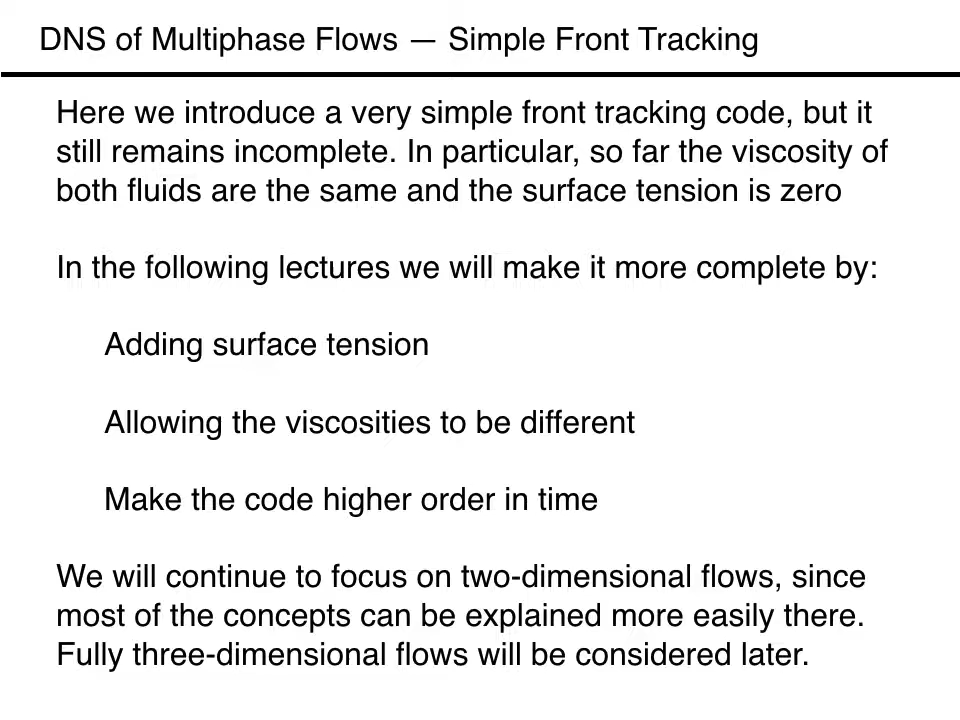 DNS of Multiphase Flows — Simple Front Tracking
Here we introduce a very simple front tracking code, but it
still remains incomplete. In particular, so far the viscosity of
both fluids are the same and the surface tension is zero
In the following lectures we will make it more complete by:
Adding surface tension
Allowing the viscosities to be different
Make the code higher order in time
We will continue to focus on two-dimensional flows, since
most of the concepts can be explained more easily there.
Fully three-dimensional flows will be considered later.